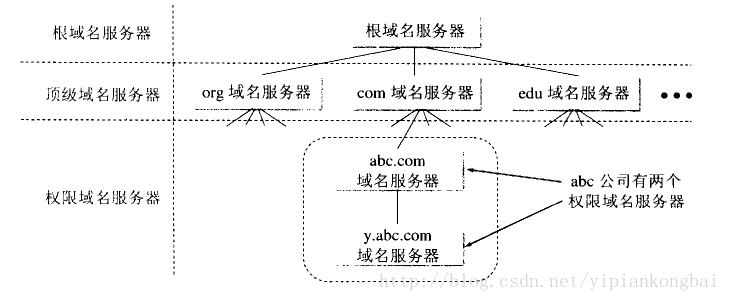 根域名服务器
根域名服务器
顶级域名服务器
org 域名服务器
com 域名服务器
edu 域名服务器
•••
权限域名服务器
abc.com
域名服务器
y.abc.com
域名服务器
abc 公司有两个
权限域名服务器
http://blog.csdn.net/yipiankongbai